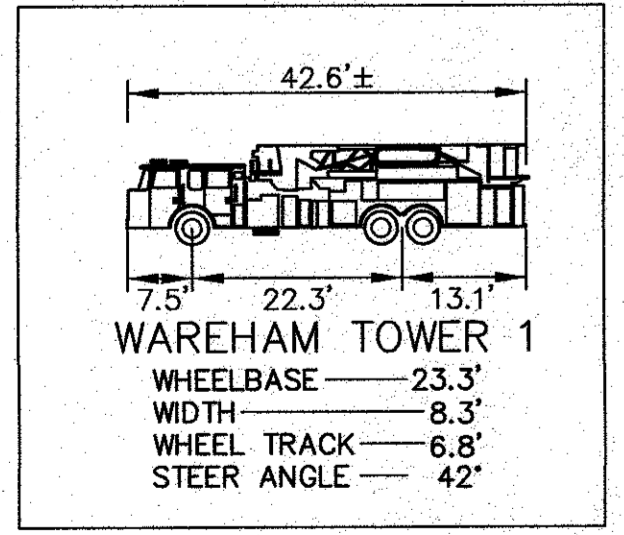 42.6'±
7.5' 22.3' 13.1'
WAREHAM TOWER 1
WHEELBASE 23.3'
WIDTH 8.3'
WHEEL TRACK 6.8'
STEER ANGLE 42°